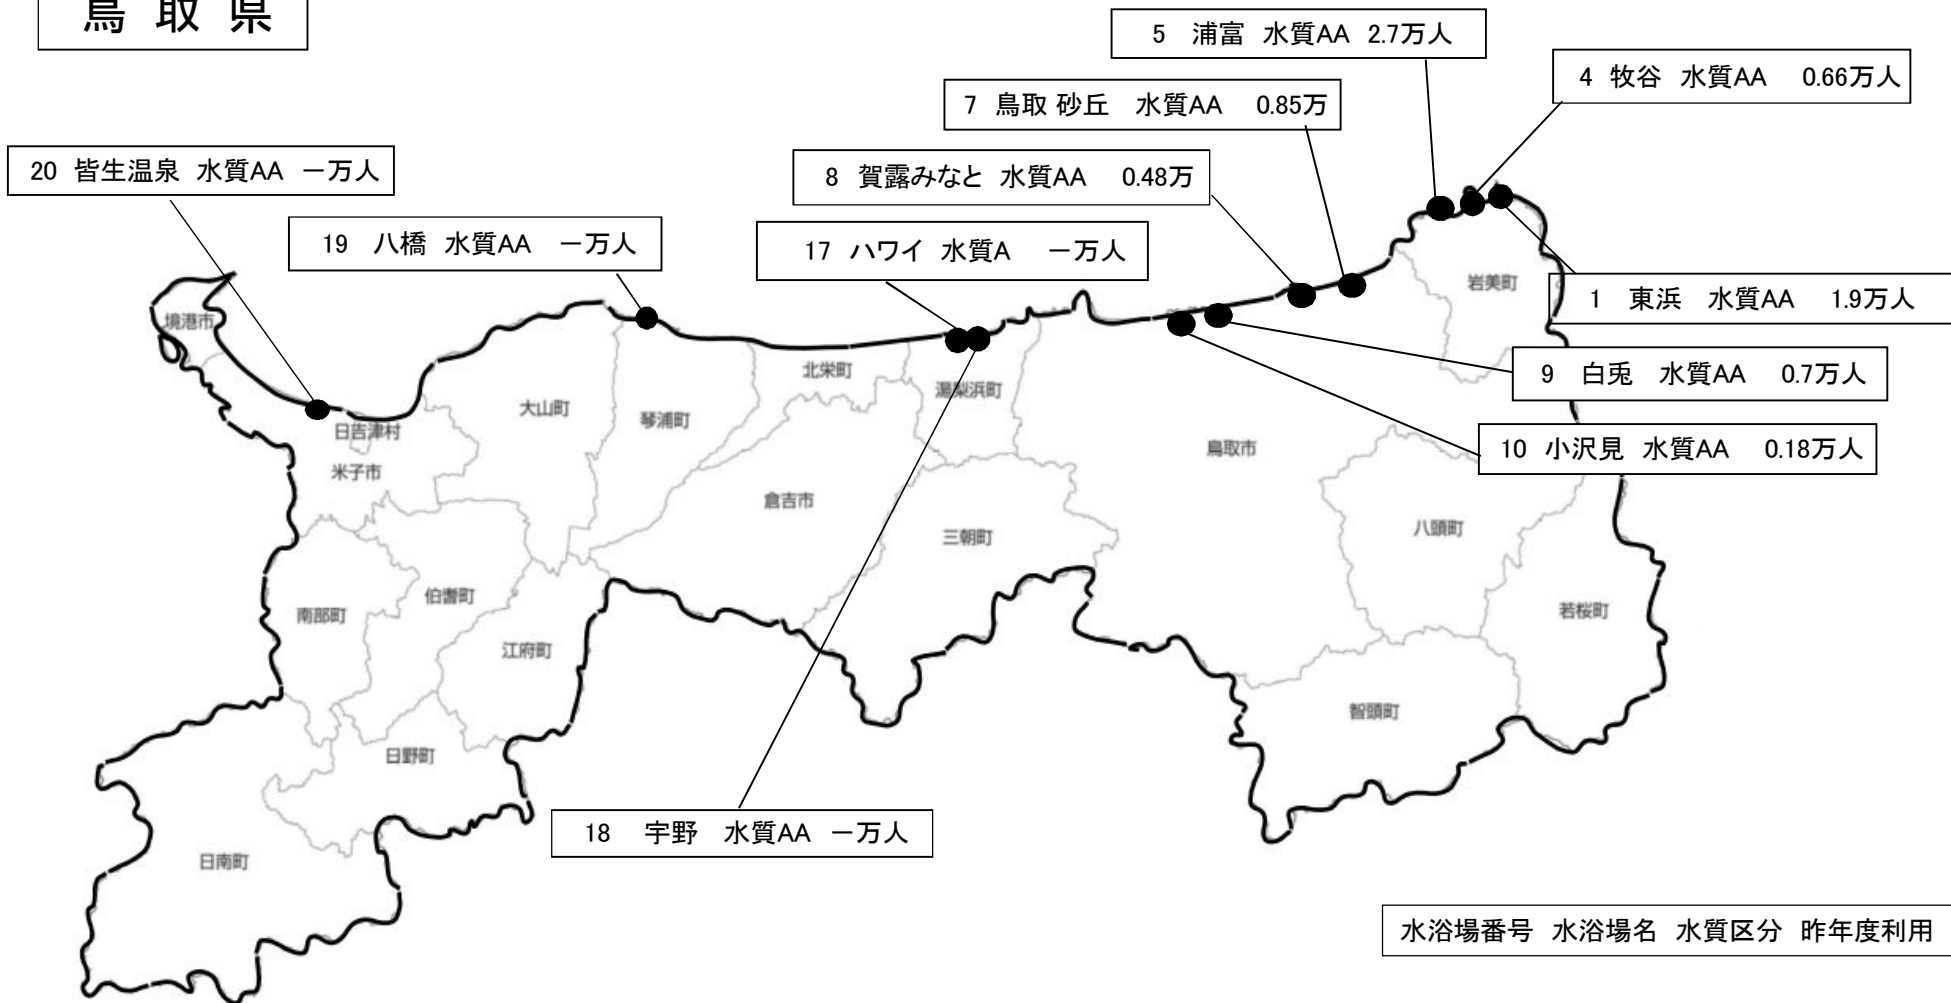 鳥 取 県
5 浦富 水質AA 2.7万人
4 牧谷 水質AA 0.66万人
7 鳥取 砂丘 水質AA 0.85万
20 皆生温泉 水質AA －万人
8 賀露みなと 水質AA 0.48万
19 八橋 水質AA －万人
17 ハワイ 水質A －万人
岩美町
1 東浜 水質AA 1.9万人
境港市
9 白兎 水質AA 0.7万人
北栄町
湯梨浜町
大山町
琴浦町
日吉津村
鳥取市
10 小沢見 水質AA 0.18万人
米子市
倉吉市
八頭町
三朝町
伯耆町
南部町
若桜町
江府町
智頭町
日野町
18 宇野 水質AA －万人
日南町
水浴場番号 水浴場名 水質区分 昨年度利用